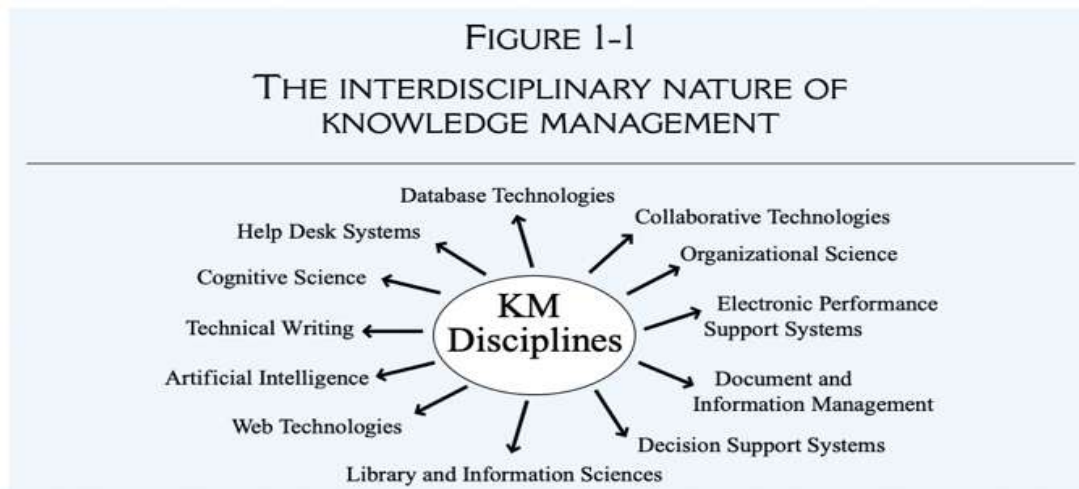 FIGURE 1-1
THE INTERDISCIPLINARY NATURE OF
KNOWLEDGE MANAGEMENT
Database Technologies
Collaborative Technologies
Help Desk Systems
Organizational Science
Cognitive Science
Electronic Performance
Support Systems
KM
Disciplines
Technical Writing
Artificial Intelligence
Document and
Information Management
Web Technologies
Decision Support Systems
Library and Information Sciences